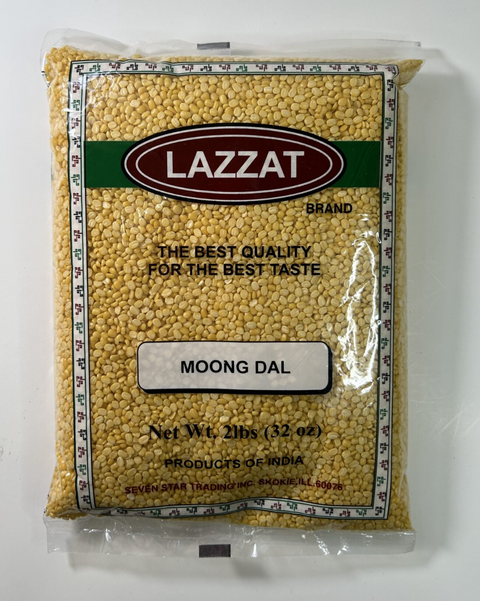 LAZZAT
BRAND
THE BEST QUALITY
FOR THE BEST TASTE
MOONG DAL
Net Wt. 2lbs (32 oz)
PRODUCTS OF INDIA
SEVEN STAR TRADING INC. SKOKIE, ILL. 60076